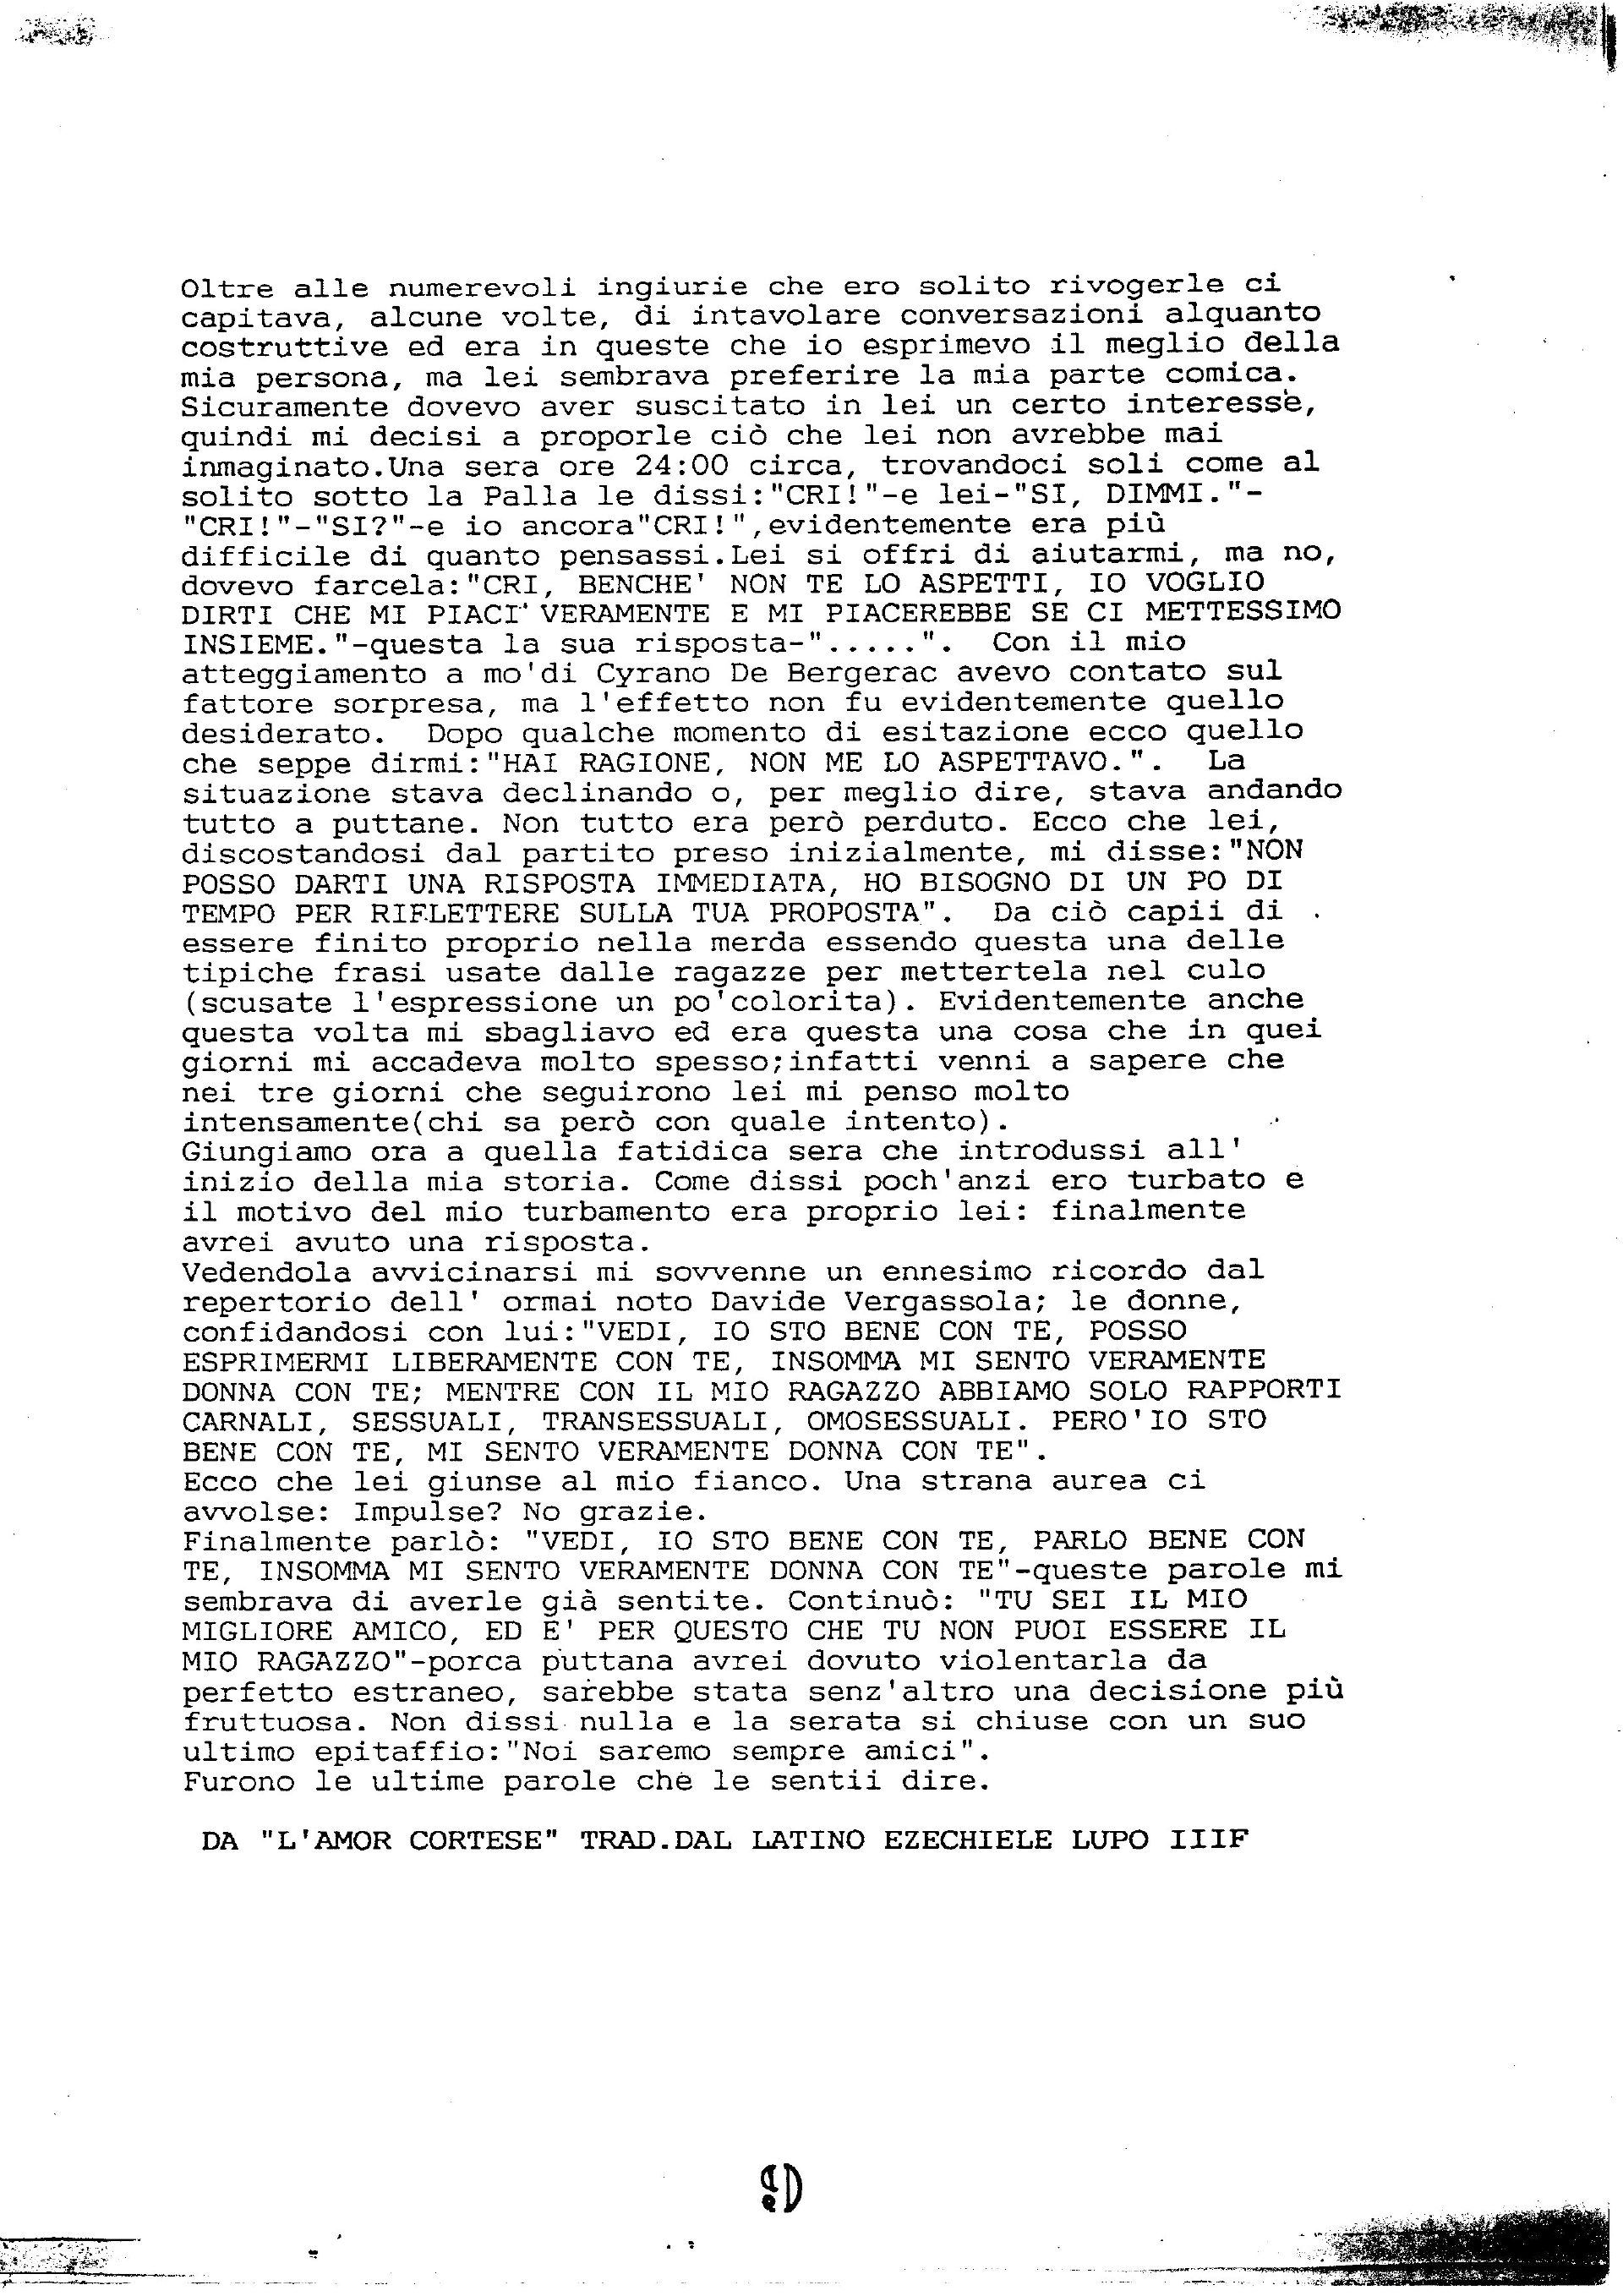 Oltre alle numerevoli ingiurie che ero solito rivogerle ci
capitava, alcune volte, di intavolare conversazioni alquanto
costruttive ed era in queste che io esprimevo il meglio della
mia persona, ma lei sembrava preferire la mia parte comica.
Sicuramente dovevo aver suscitato in lei un certo interesse,
quindi mi decisi a proporle ciò che lei non avrebbe mai
inmaginato.Una sera ore 24:00 circa, trovandoci soli come al
solito sotto la Palla le dissi:"CRI!"-e lei-"SI, DIMMI."-
"CRI!"-"SI?"-e io ancora"CRI!",evidentemente era più
difficile di quanto pensassi.Lei si offri di aiutarmi, ma no,
dovevo farcela:"CRI, BENCHE' NON TE LO ASPETTI, IO VOGLIO
DIRTI CHE MI PIACI VERAMENTE E MI PIACEREBBE SE CI METTESSIMO
INSIEME."-questa la sua risposta-".....". Con il mio
atteggiamento a mo'di Cyrano De Bergerac avevo contato sul
fattore sorpresa, ma l'effetto non fu evidentemente quello
desiderato. Dopo qualche momento di esitazione ecco quello
che seppe dirmi:"HAI RAGIONE, NON ME LO ASPETTAVO.". La
situazione stava declinando o, per meglio dire, stava andando
tutto a puttane. Non tutto era però perduto. Ecco che lei,
discostandosi dal partito preso inizialmente, mi disse:"NON
POSSO DARTI UNA RISPOSTA IMMEDIATA, HO BISOGNO DI UN PO DI
TEMPO PER RIFLETTERE SULLA TUA PROPOSTA". Da ciò capii di
essere finito proprio nella merda essendo questa una delle
tipiche frasi usate dalle ragazze per mettertela nel culo
(scusate l'espressione un po'colorita). Evidentemente anche
questa volta mi sbagliavo ed era questa una cosa che in quei
giorni mi accadeva molto spesso;infatti venni a sapere che
nei tre giorni che seguirono lei mi penso molto
intensamente(chi sa però con quale intento).
Giungiamo ora a quella fatidica sera che introdussi all'
inizio della mia storia. Come dissi poch'anzi ero turbato e
il motivo del mio turbamento era proprio lei: finalmente
avrei avuto una risposta.
Vedendola avvicinarsi mi sovvenne un ennesimo ricordo dal
repertorio dell' ormai noto Davide Vergassola; le donne,
confidandosi con lui:"VEDI, IO STO BENE CON TE, POSSO
ESPRIMERMI LIBERAMENTE CON TE, INSOMMA MI SENTO VERAMENTE
DONNA CON TE; MENTRE CON IL MIO RAGAZZO ABBIAMO SOLO RAPPORTI
CARNALI, SESSUALI, TRANSESSUALI, OMOSESSUALI. PERO'IO STO
BENE CON TE, MI SENTO VERAMENTE DONNA CON TE".
Ecco che lei giunse al mio fianco. Una strana aurea ci
avvolse: Impulse? No grazie.
Finalmente parlò: "VEDI, IO STO BENE CON TE, PARLO BENE CON
TE, INSOMMA MI SENTO VERAMENTE DONNA CON TE"-queste parole mi
sembrava di averle già sentite. Continuò: "TU SEI IL MIO
MIGLIORE AMICO, ED E' PER QUESTO CHE TU NON PUOI ESSERE IL
MIO RAGAZZO"-porca puttana avrei dovuto violentarla da
perfetto estraneo, sarebbe stata senz'altro una decisione più
fruttuosa. Non dissi nulla e la serata si chiuse con un suo
ultimo epitaffio:"Noi saremo sempre amici".
Furono le ultime parole che le sentii dire.
DA "L'AMOR CORTESE" TRAD.DAL LATINO EZECHIELE LUPO IIIF